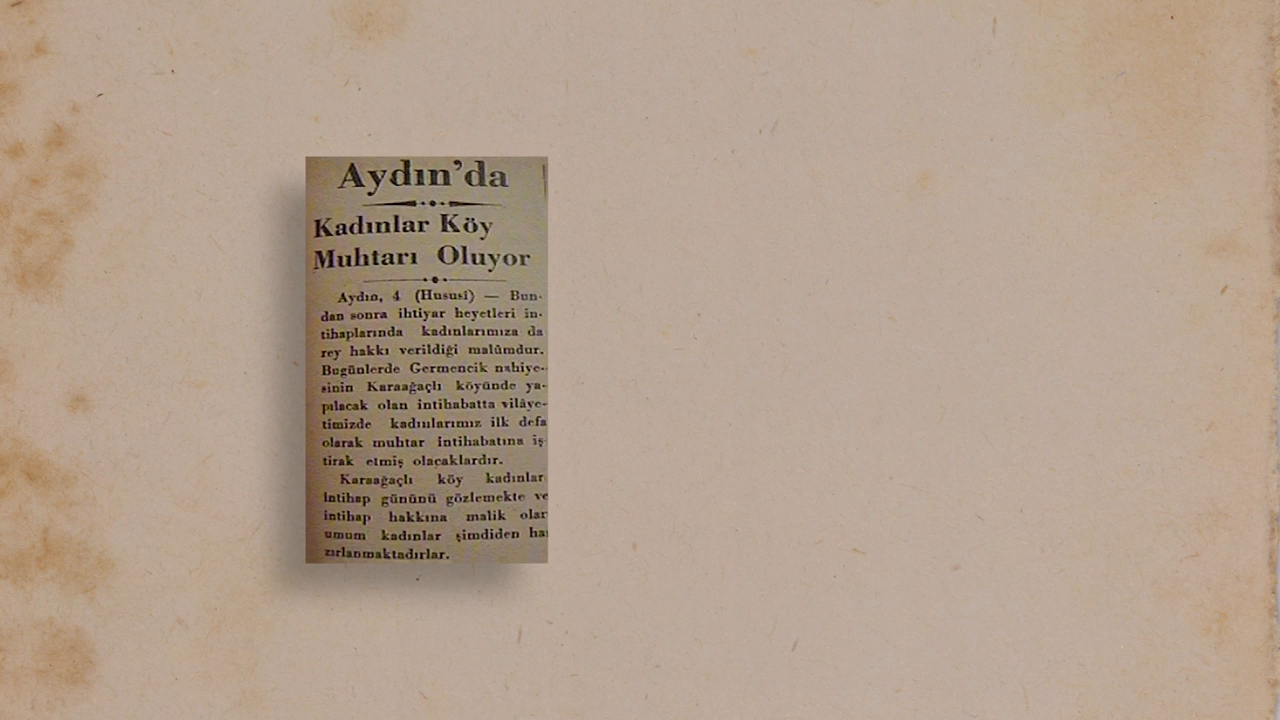 Aydın’da
Kadınlar Köy
Muhtarı Oluyor
Aydın, 4 (Hususî) — Bun-
dan sonra ihtiyar heyetleri in-
tihaplarında kadınlarımıza da
rey hakkı verildiği malûmdur.
Bugünlerde Germencik nahiye-
sinin Karaağaçlı köyünde ya-
pılacak olan intihabatta vilâye-
timizde kadınlarımız ilk defa
olarak muhtar intihabatına iş
tirak etmiş olacaklardır.
Karaağaçlı köy kadınlar
intihap gününü gözlemekte ve
intihap hakkına malik olar
umum kadınlar şimdiden ha
zırlanmaktadırlar.